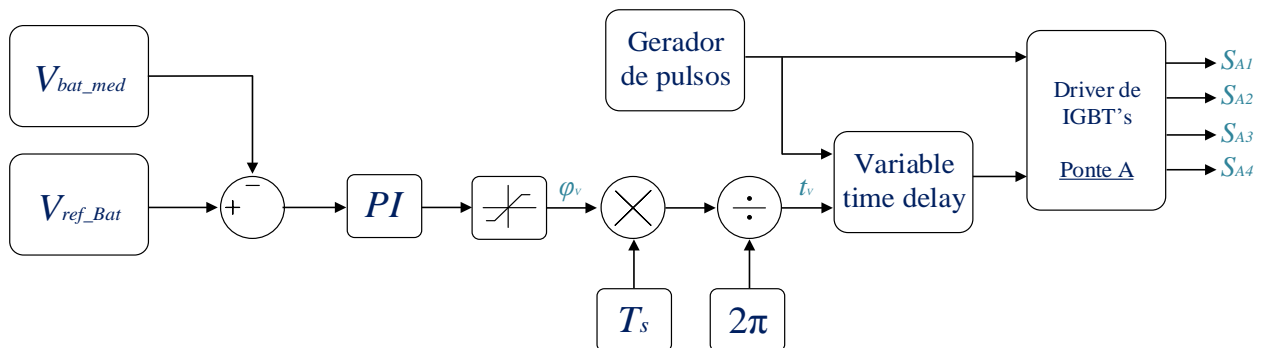 V_bat_med
V_ref_Bat
−
+
PI
φ_v
T_s
÷
2π
t_v
Gerador
de pulsos
Variable
time delay
Driver de
IGBT's
Ponte A
S_A1
S_A2
S_A3
S_A4